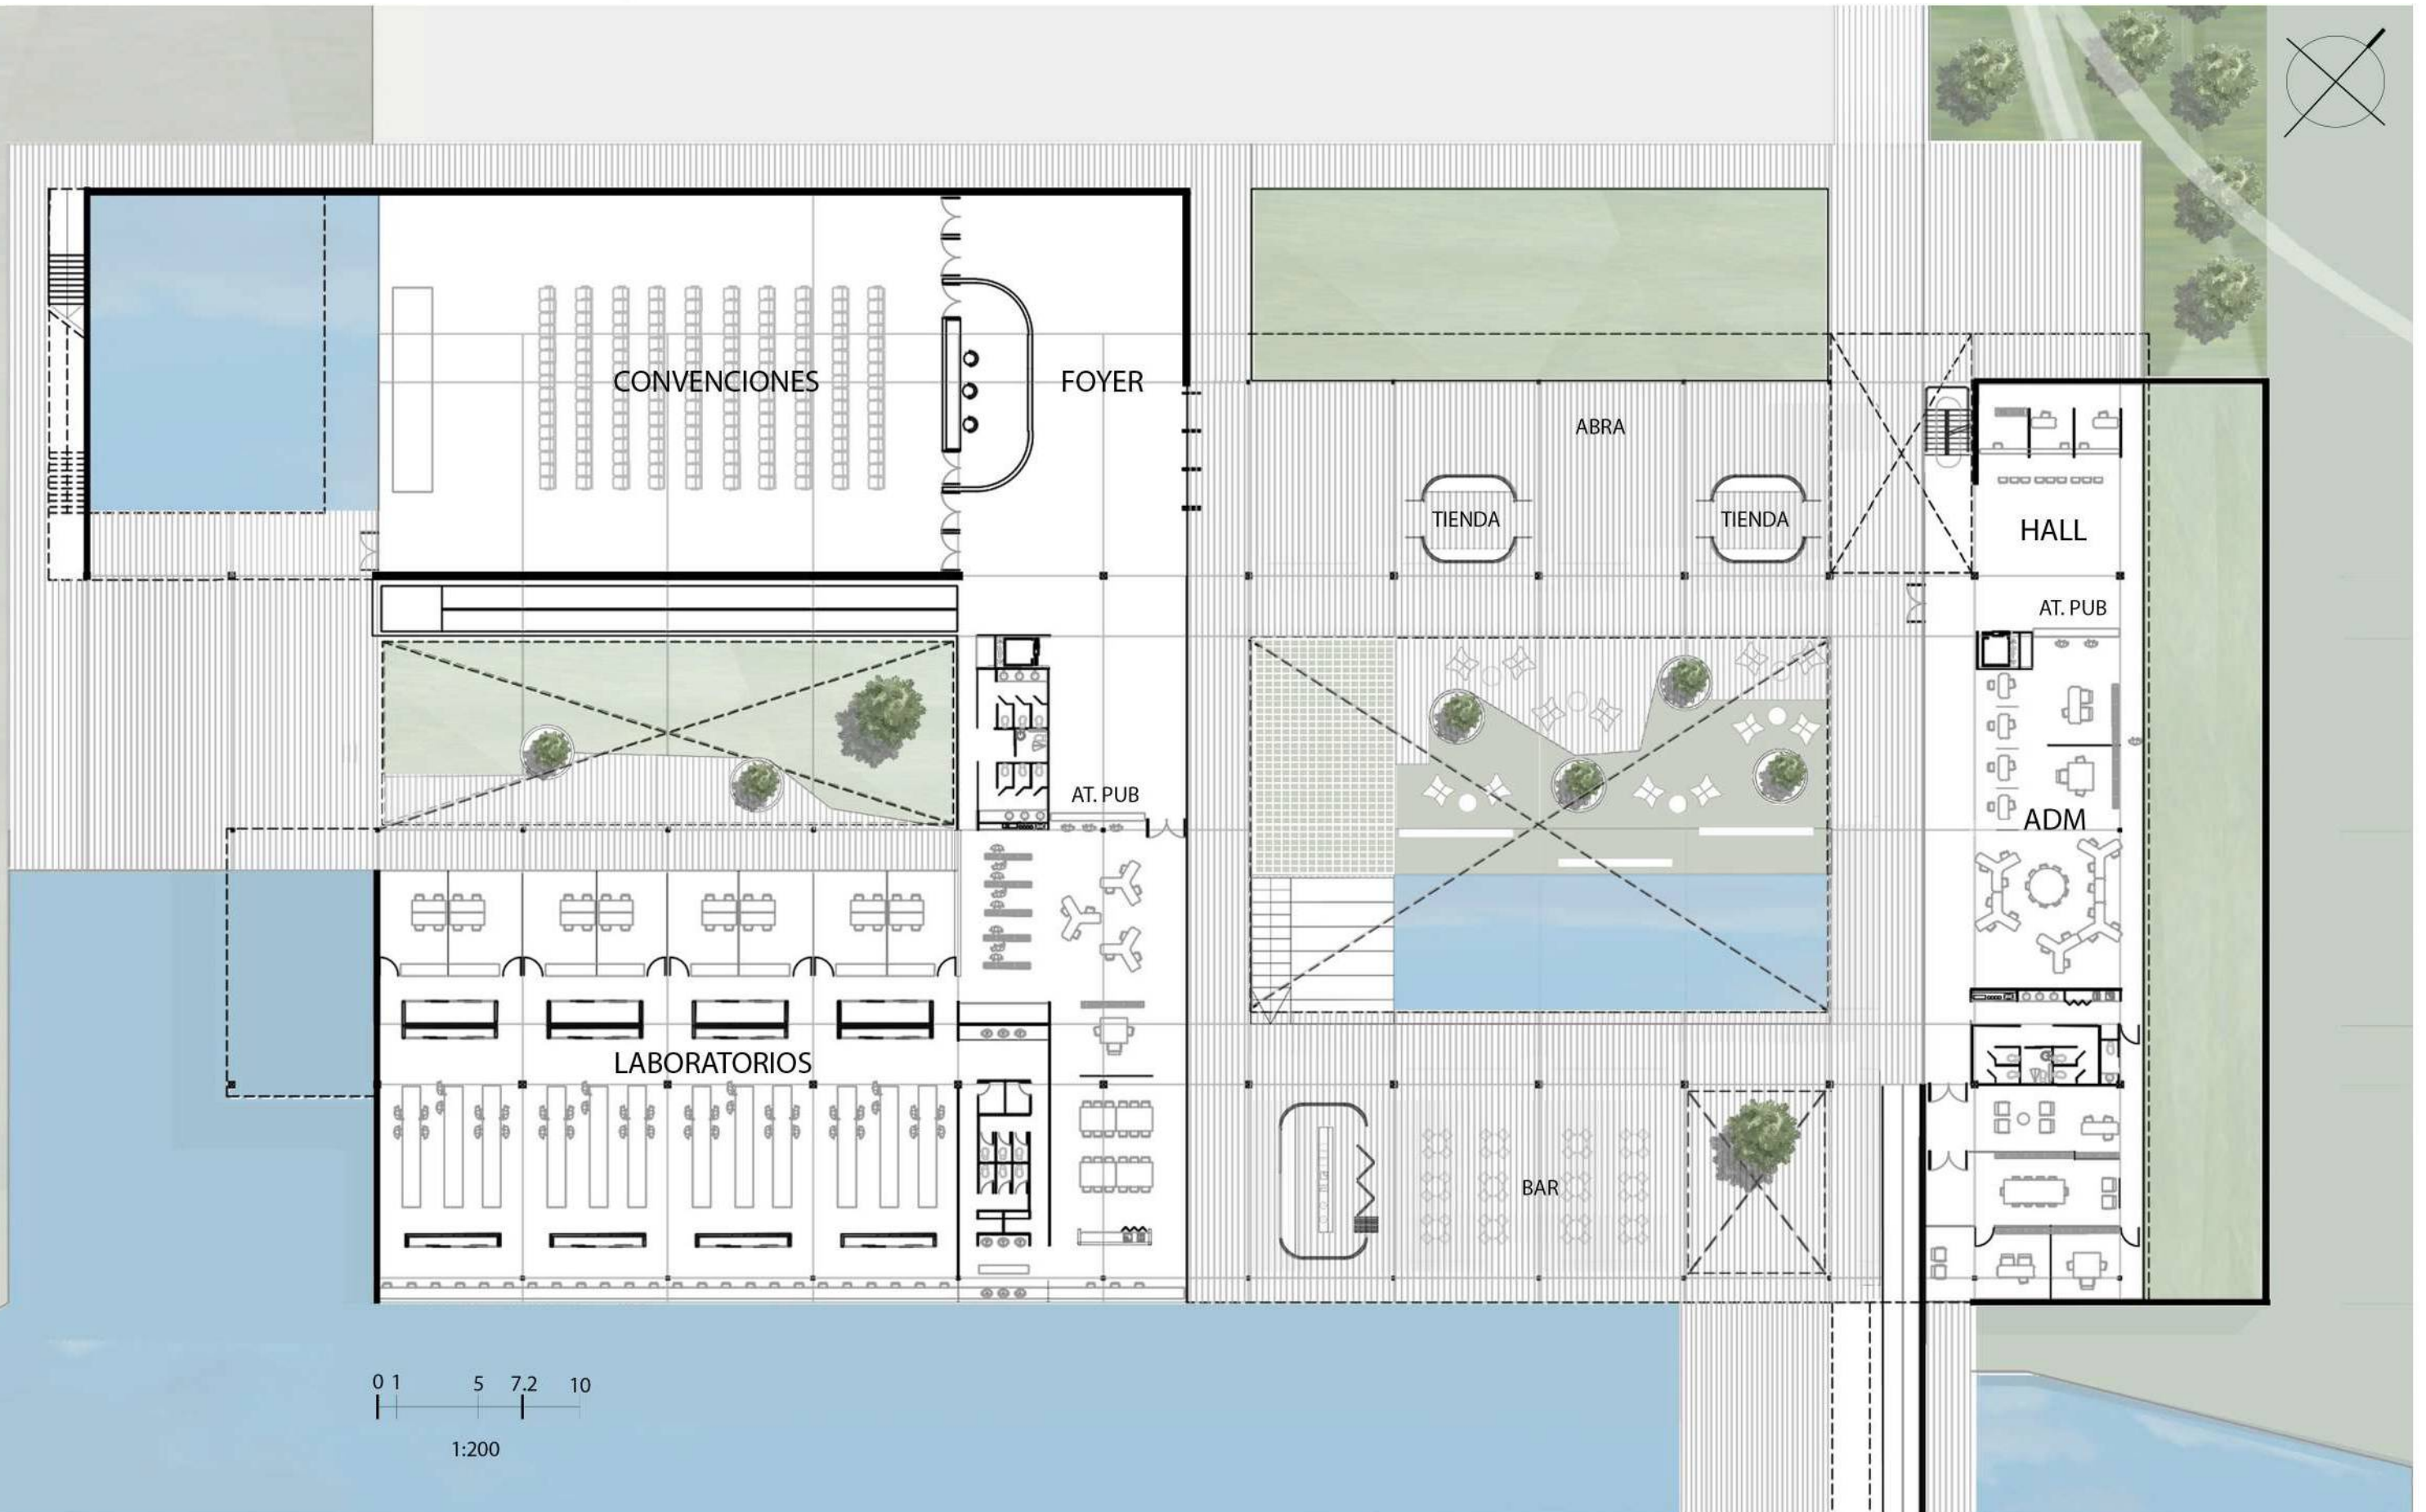 CONVENCIONES
FOYER
ABRA
TIENDA
TIENDA
HALL
AT. PUB
AT. PUB
ADM
LABORATORIOS
BAR
0 1 5 7.2 10
1:200